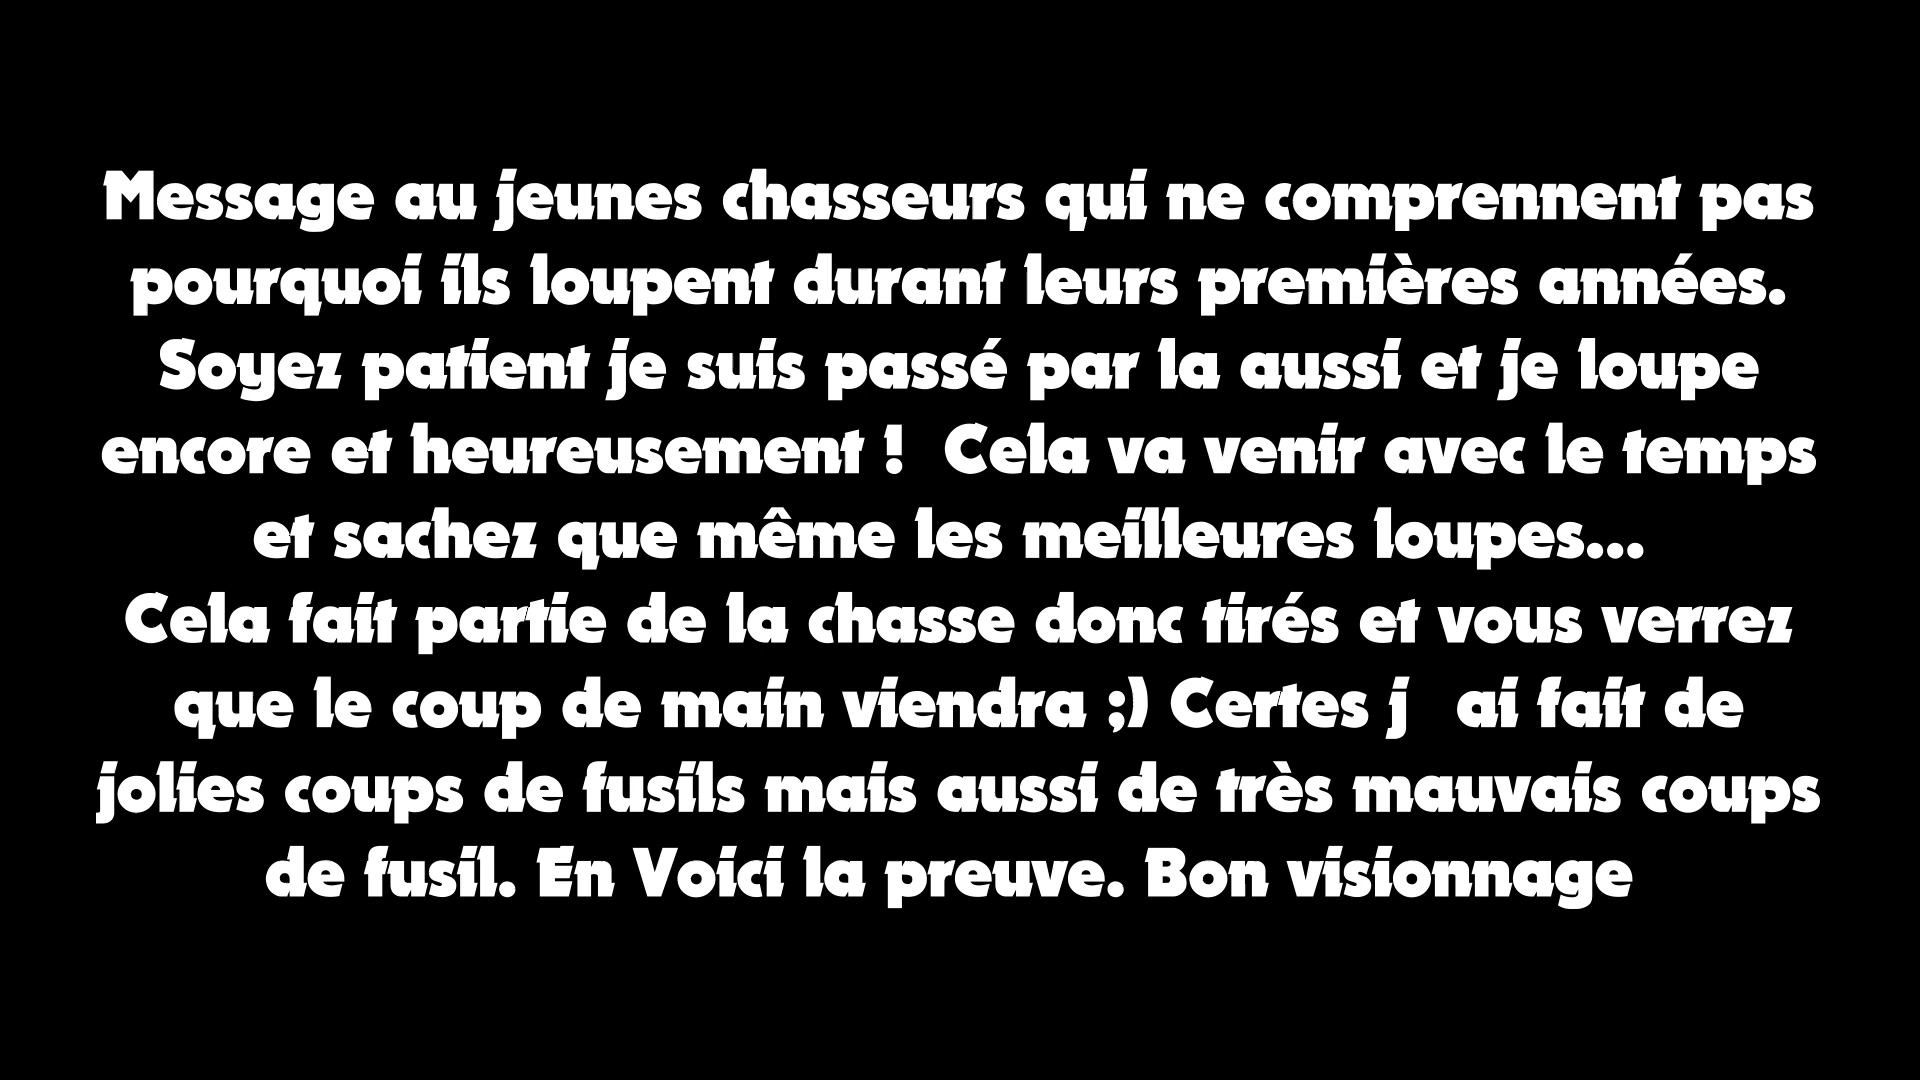 Message au jeunes chasseurs qui ne comprennent pas
pourquoi ils loupent durant leurs premières années.
Soyez patient je suis passé par la aussi et je loupe
encore et heureusement !  Cela va venir avec le temps
et sachez que même les meilleures loupes...
Cela fait partie de la chasse donc tirés et vous verrez
que le coup de main viendra ;) Certes j   ai fait de
jolies coups de fusils mais aussi de très mauvais coups
de fusil. En Voici la preuve. Bon visionnage